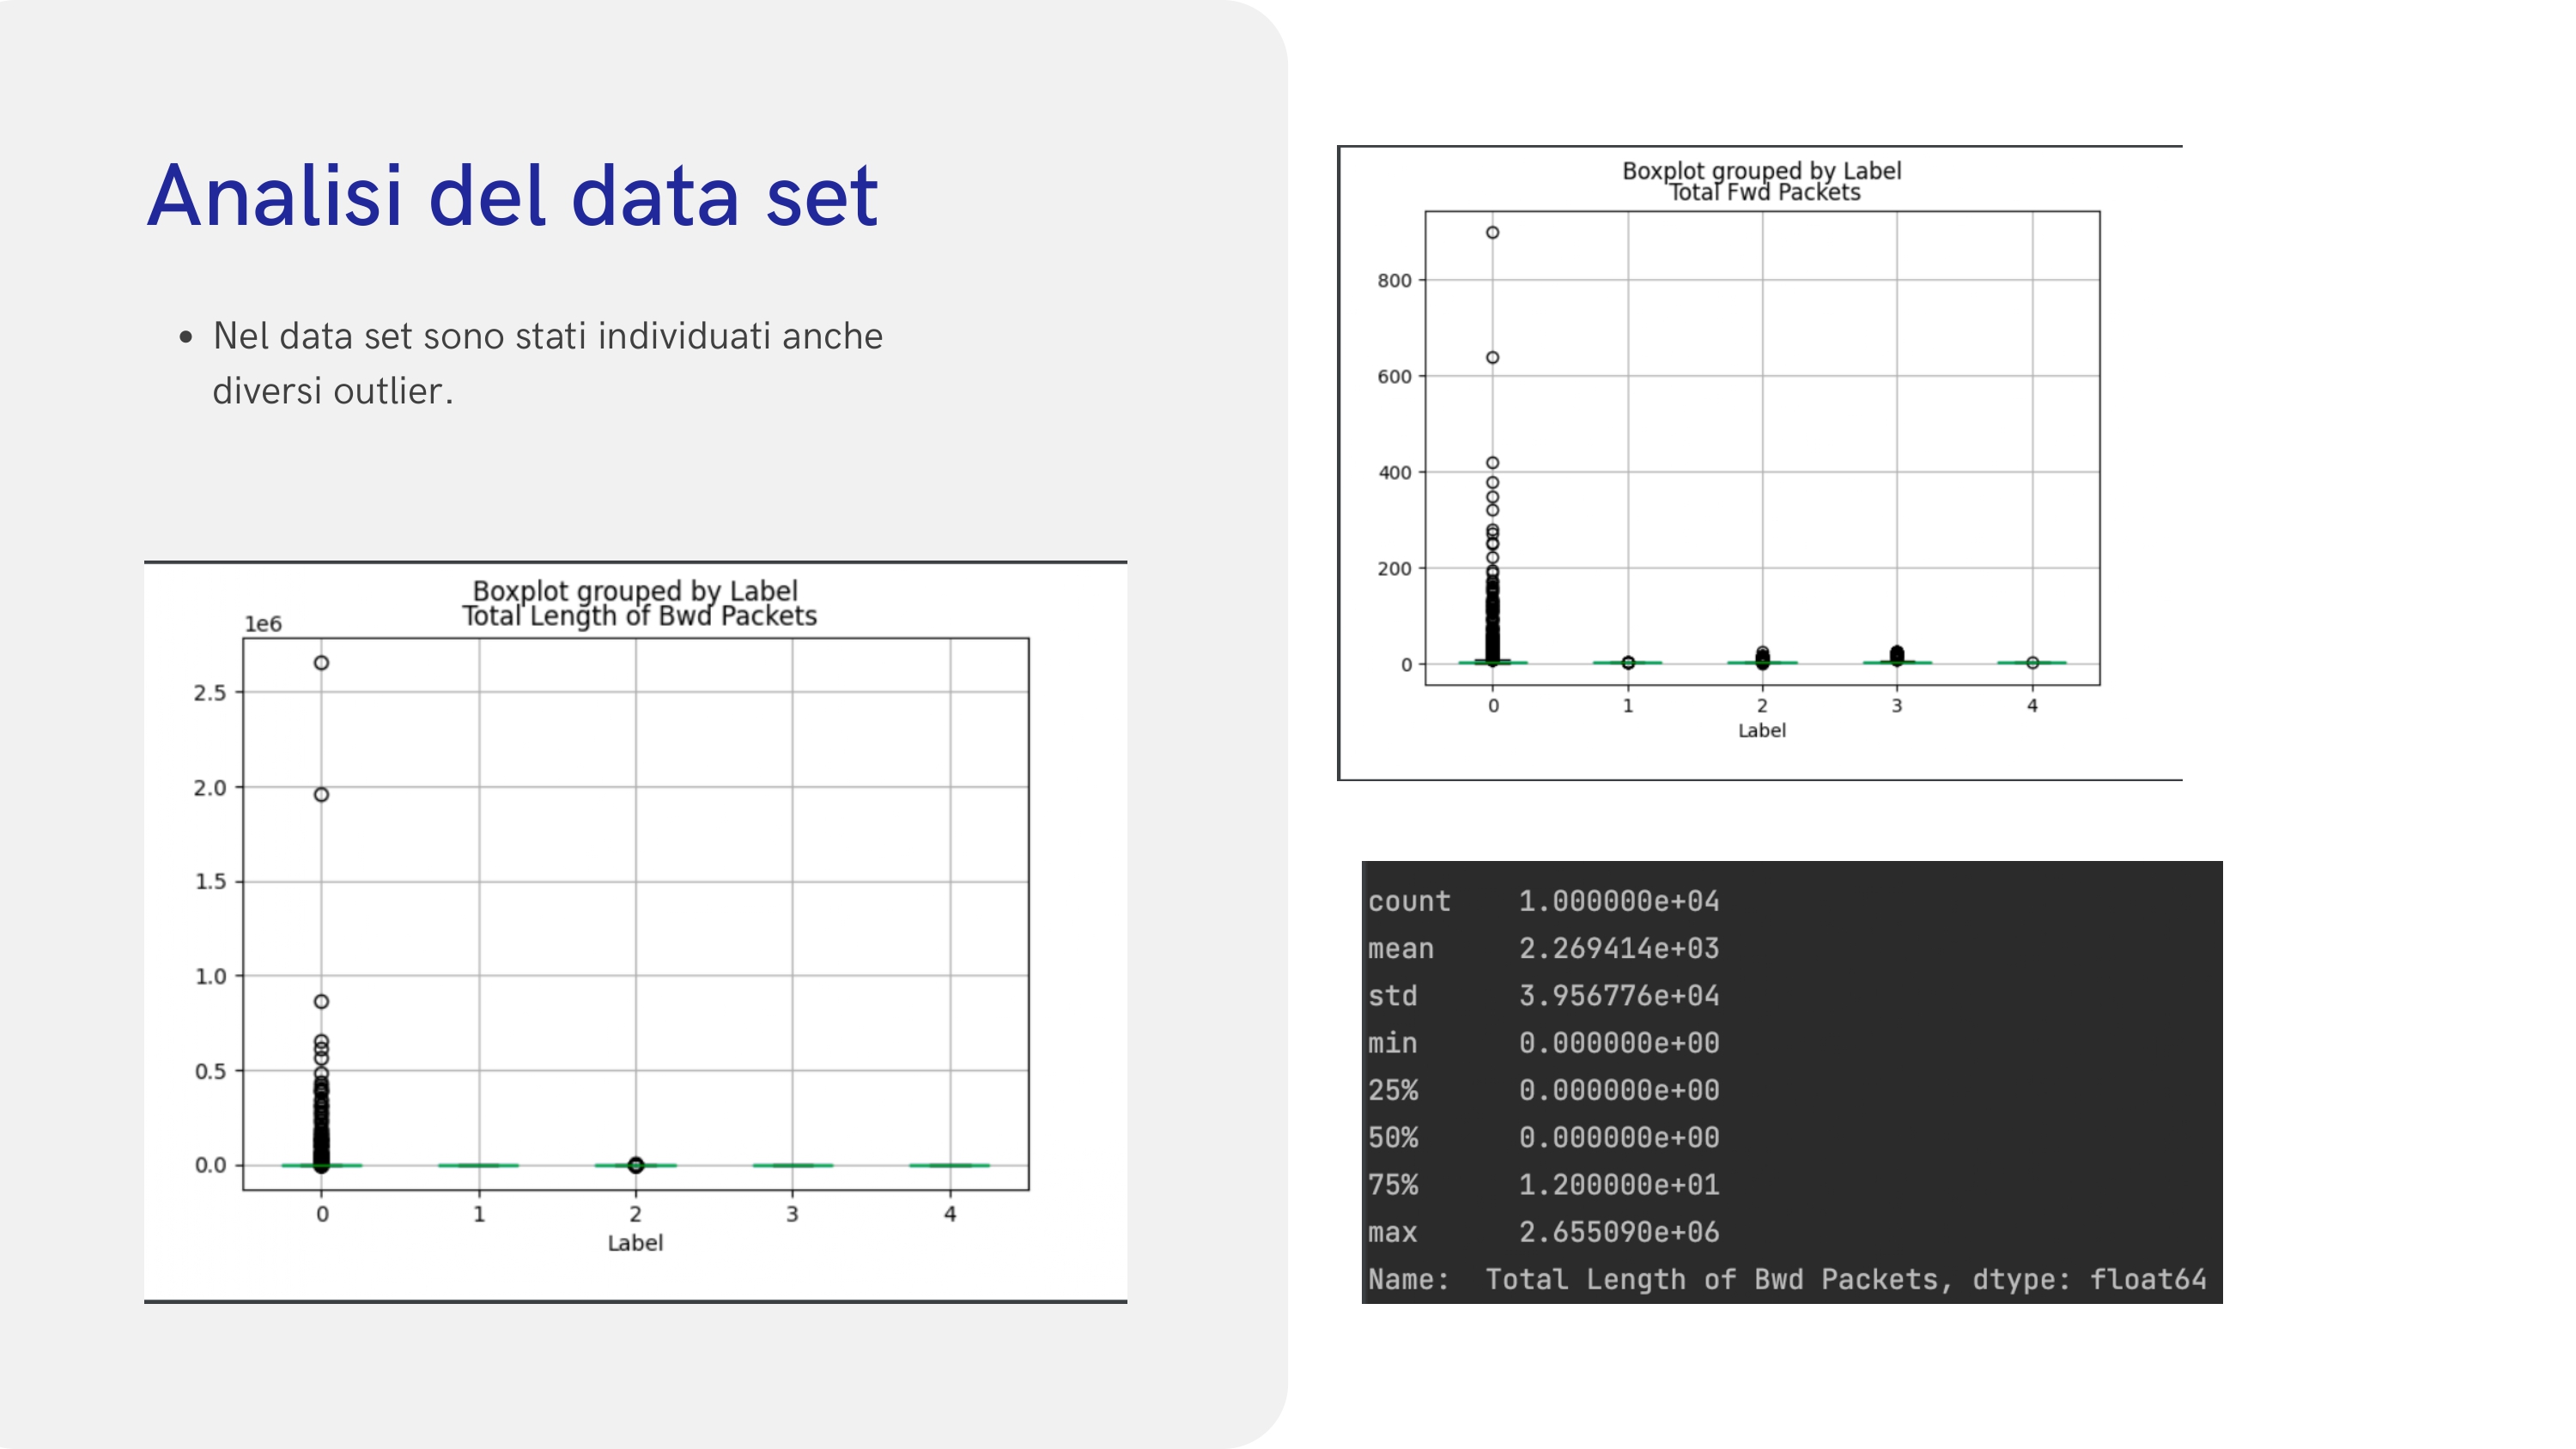 Analisi del data set
• Nel data set sono stati individuati anche
diversi outlier.
Boxplot grouped by Label
Total Length of Bwd Packets
1e6
2.5
2.0
1.5
1.0
0.5
0.0
0 1 2 3 4
Label
Boxplot grouped by Label
Total Fwd Packets
800
600
400
200
0
0 1 2 3 4
Label
count 1.000000e+04
mean 2.269414e+03
std 3.956776e+04
min 0.000000e+00
25% 0.000000e+00
50% 0.000000e+00
75% 1.200000e+01
max 2.655090e+06
Name: Total Length of Bwd Packets, dtype: float64